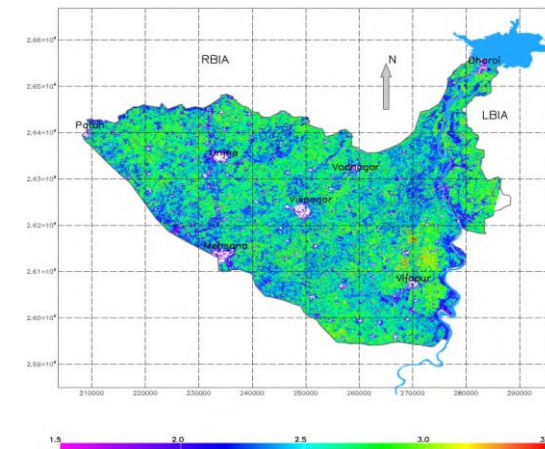 2.66×10⁶
RBIA
N
Dharoi
2.65×10⁶
LBIA
Patan
2.64×10⁶
Unjha
Vadnagar
2.63×10⁶
Visnagar
2.62×10⁶
Mehsana
2.61×10⁶
Vijapur
2.60×10⁶
2.59×10⁶
210000 220000 230000 240000 250000 260000 270000 280000 290000
1.5 2.0 2.5 3.0